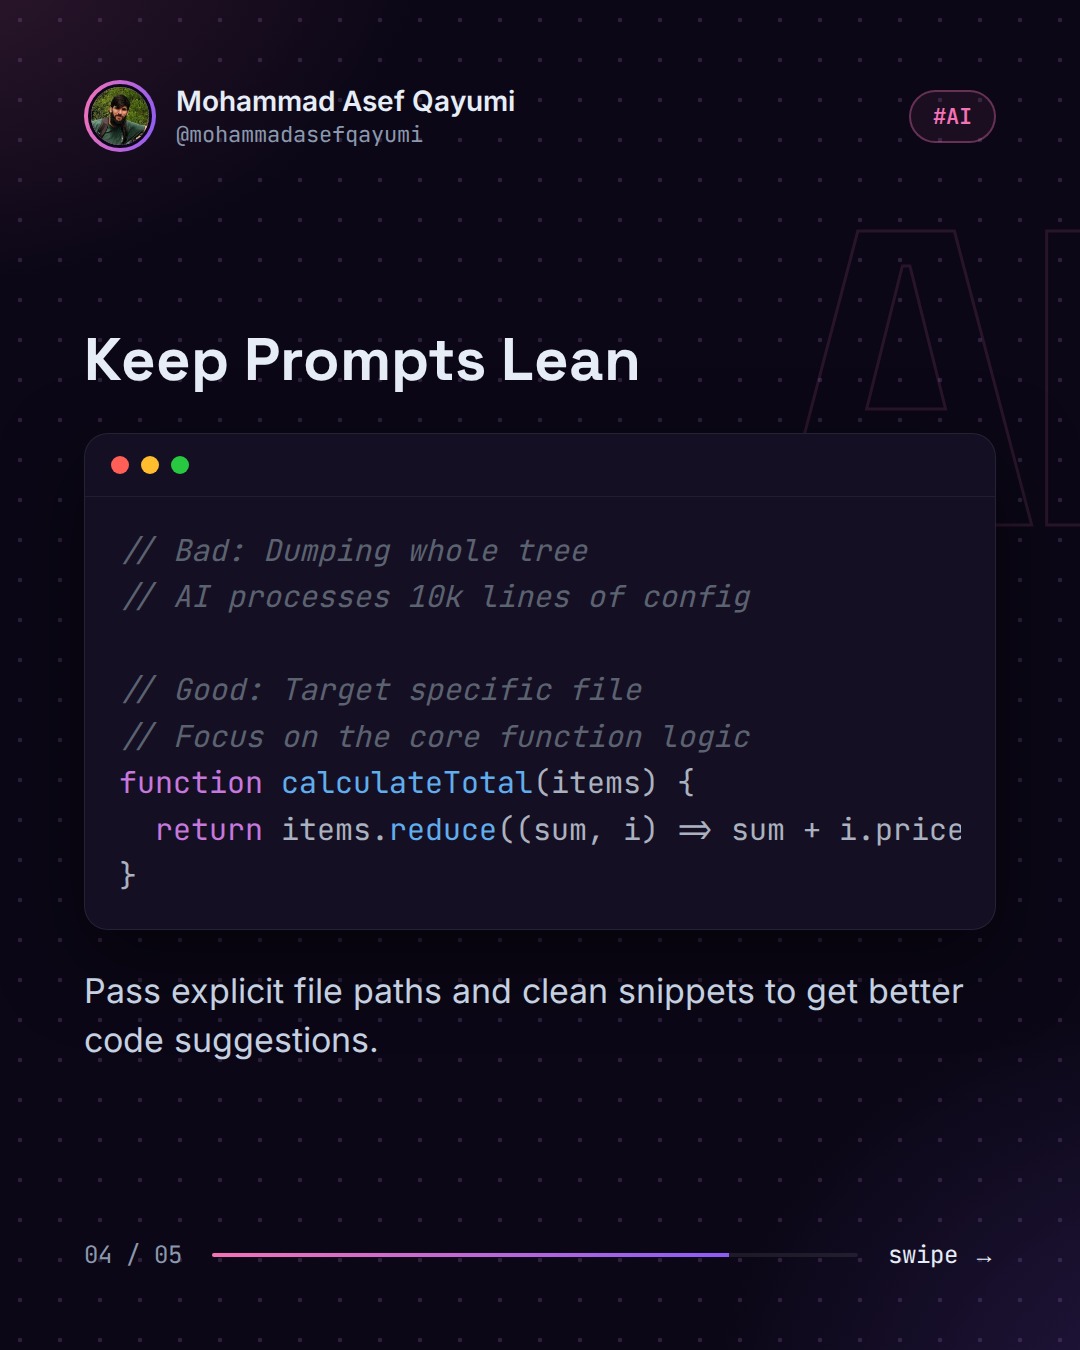 Mohammad Asef Qayumi
@mohammadasefqayumi
#AI
AI
Keep Prompts Lean
// Bad: Dumping whole tree
// AI processes 10k lines of config
// Good: Target specific file
// Focus on the core function logic
function calculateTotal(items) {
  return items.reduce((sum, i) => sum + i.price
}
Pass explicit file paths and clean snippets to get better
code suggestions.
04 / 05
swipe →